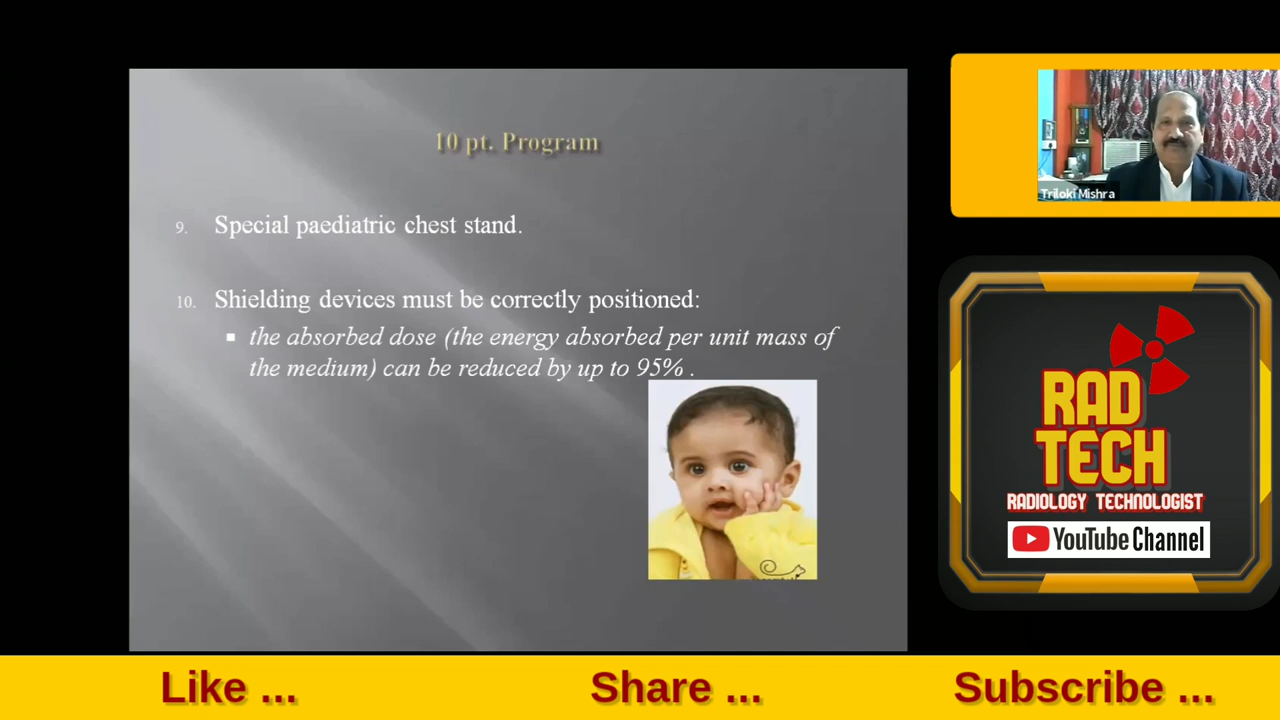 10 pt. Program
9. Special paediatric chest stand.
10. Shielding devices must be correctly positioned:
▪ the absorbed dose (the energy absorbed per unit mass of
the medium) can be reduced by up to 95% .
Triloki Mishra
RAD
TECH
RADIOLOGY TECHNOLOGIST
YouTube Channel
Like ...
Share ...
Subscribe ...